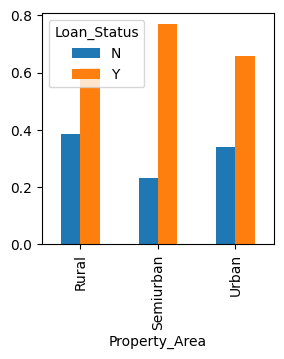 Loan_Status
N
Y
0.8
0.6
0.4
0.2
0.0
Rural
Semiurban
Urban
Property_Area